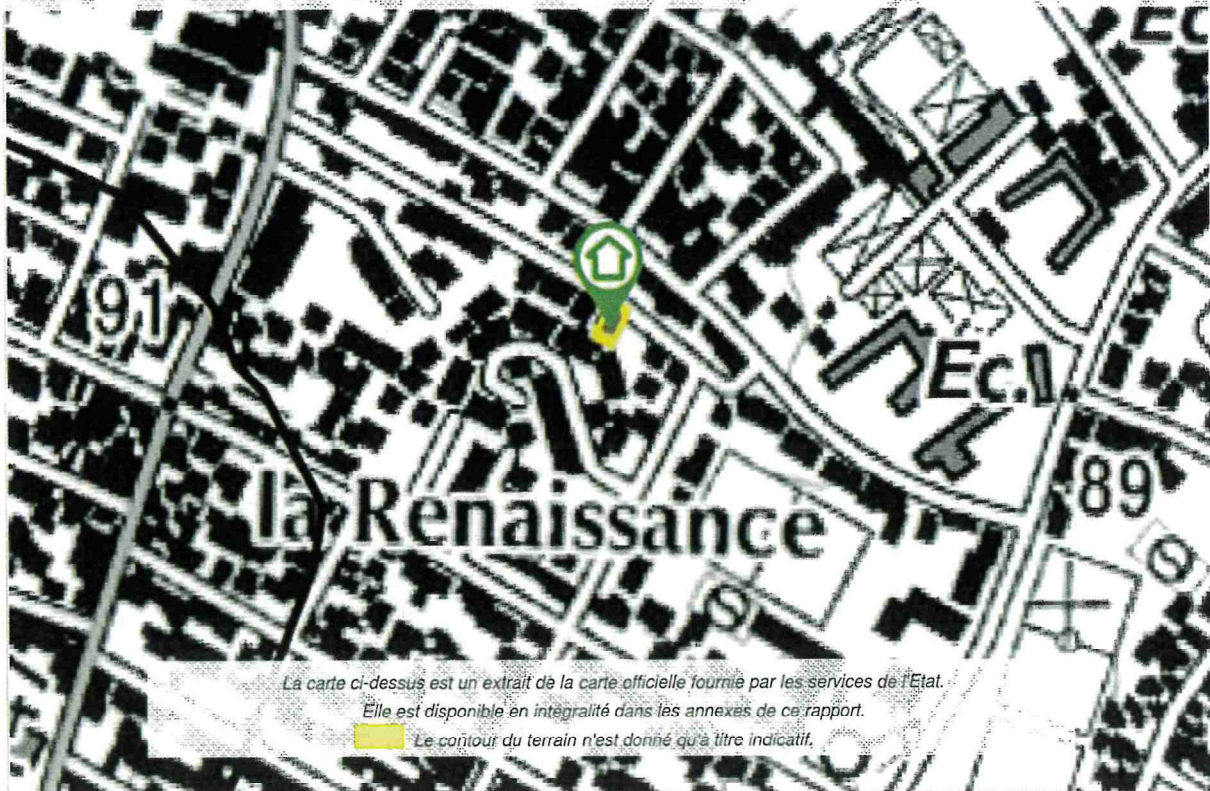 Ec
91
Ec.
89
la Renaissance
La carte ci-dessus est un extrait de la carte officielle fournie par les services de l'Etat.
Elle est disponible en intégralité dans les annexes de ce rapport.
Le contour du terrain n'est donné qu'à titre indicatif.